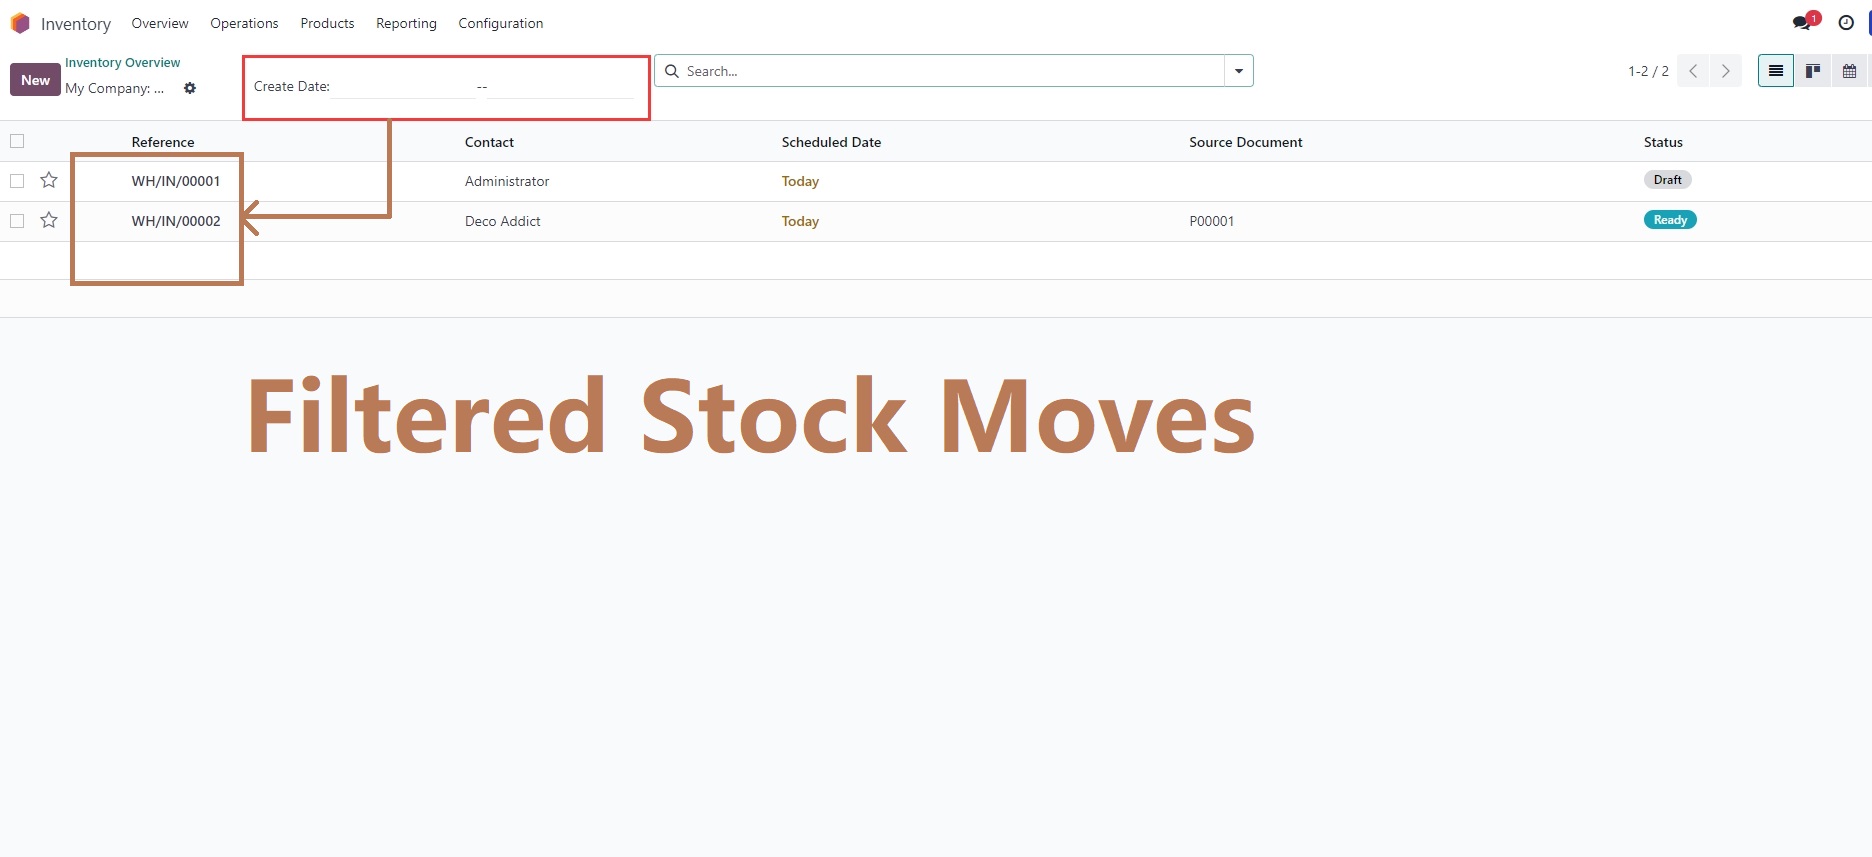 Inventory Overview Operations Products Reporting Configuration 1
New Inventory Overview
My Company: ...
Create Date: --
Search...
1-2 / 2
Reference Contact Scheduled Date Source Document Status
WH/IN/00001 Administrator Today Draft
WH/IN/00002 Deco Addict Today P00001 Ready
Filtered Stock Moves